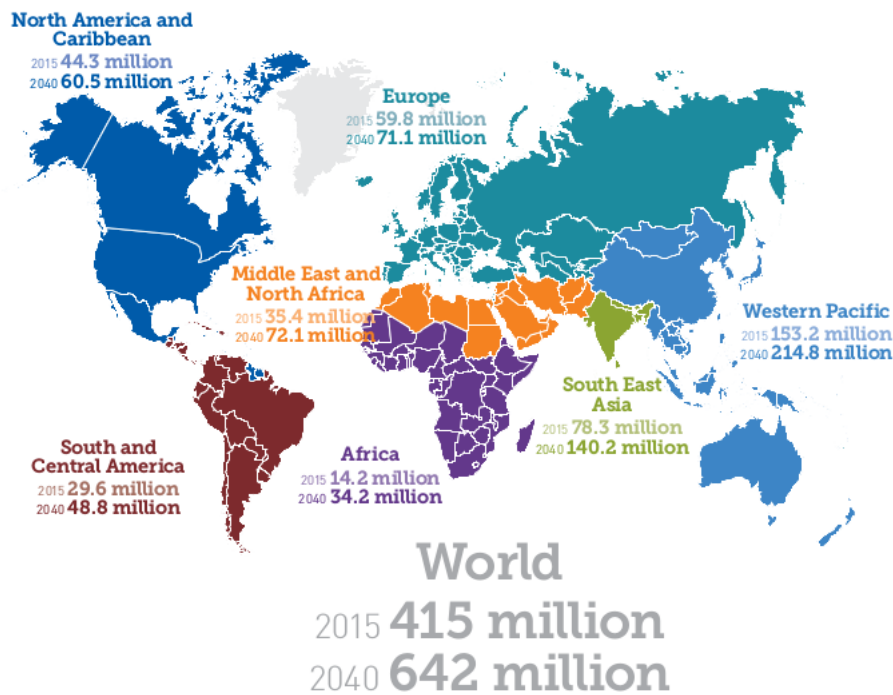 North America and
Caribbean
2015 44.3 million
2040 60.5 million
Europe
2015 59.8 million
2040 71.1 million
Middle East and
North Africa
2015 35.4 million
2040 72.1 million
Western Pacific
2015 153.2 million
2040 214.8 million
South East
Asia
2015 78.3 million
2040 140.2 million
South and
Central America
2015 29.6 million
2040 48.8 million
Africa
2015 14.2 million
2040 34.2 million
World
2015 415 million
2040 642 million